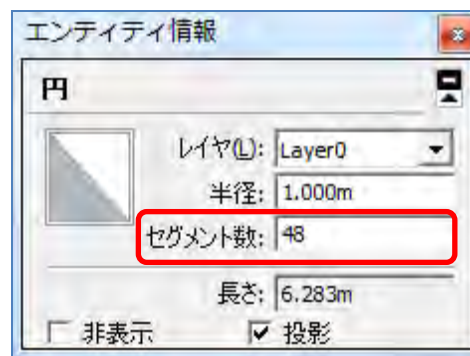 エンティティ情報
円
レイヤ(L): Layer0
半径: 1.000m
セグメント数: 48
長さ: 6.283m
非表示 投影